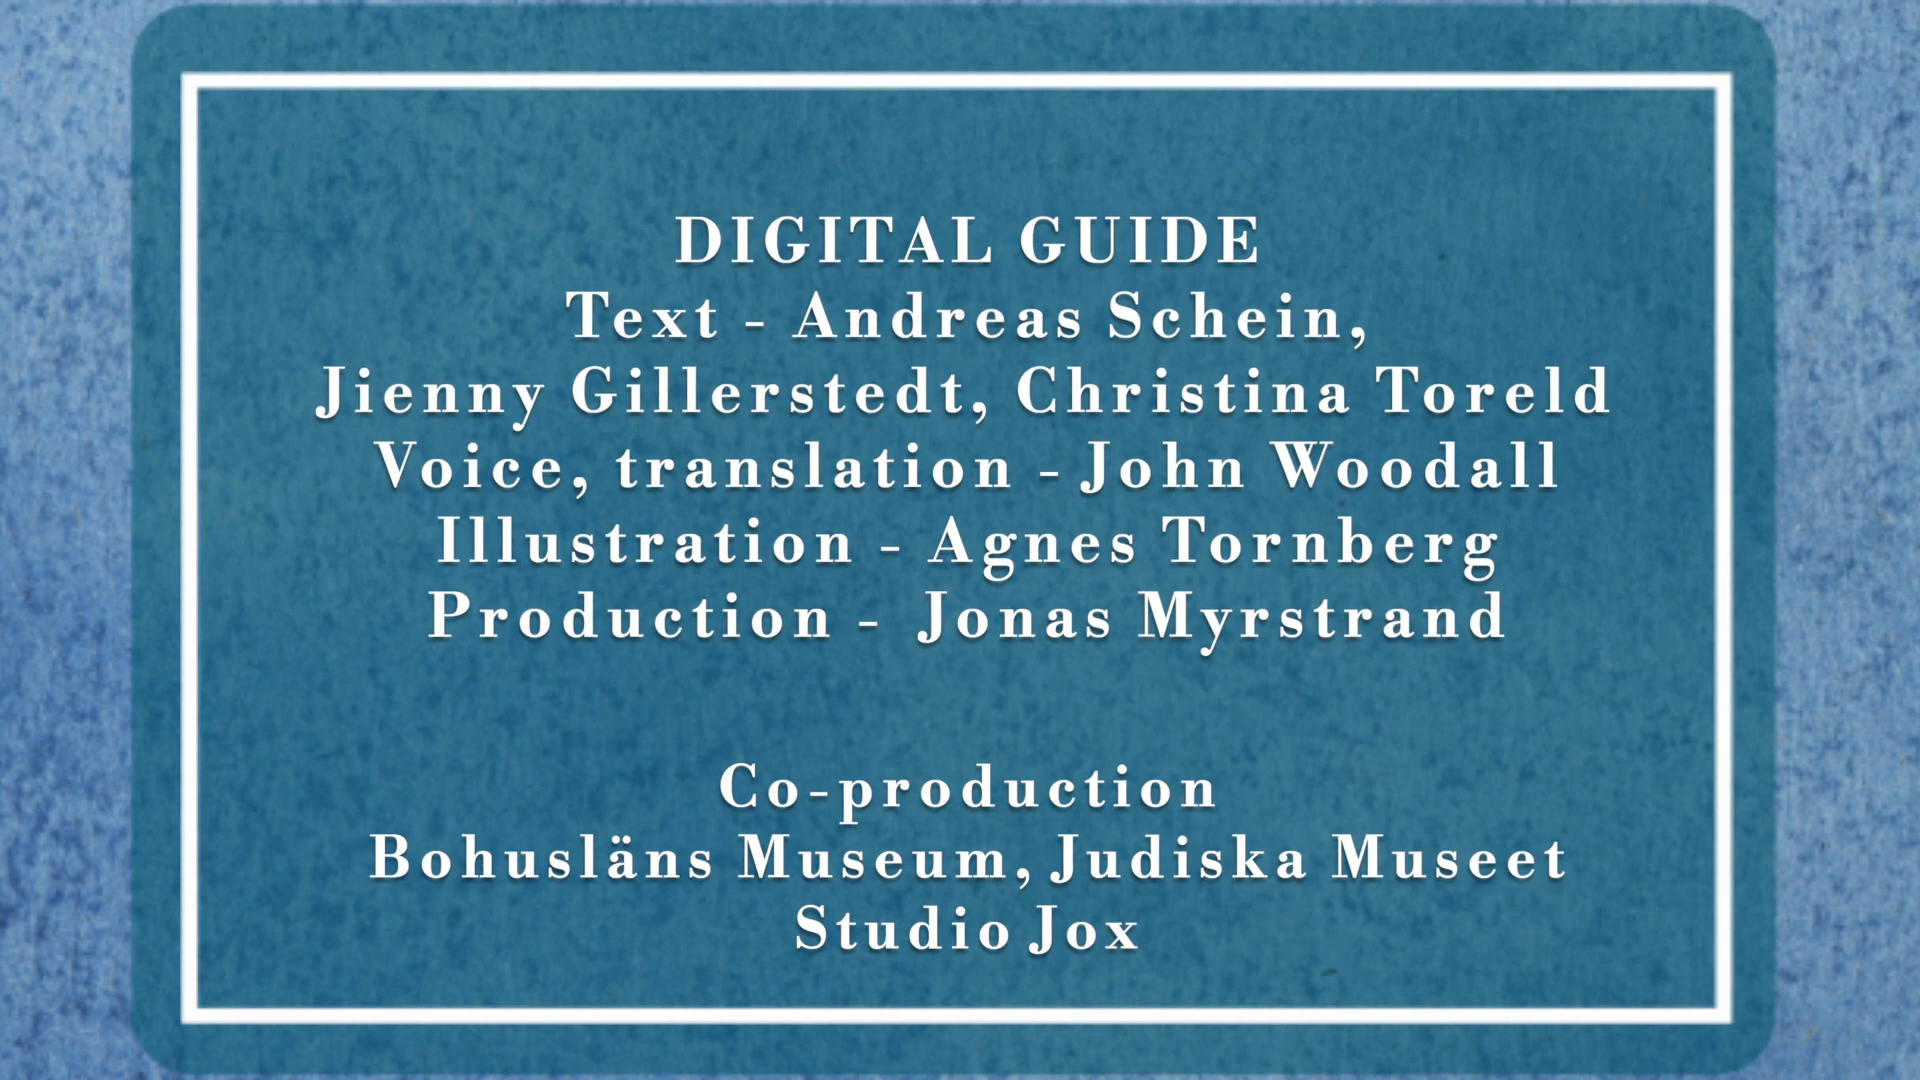 DIGITAL GUIDE
Text - Andreas Schein,
Jienny Gillerstedt, Christina Toreld
Voice, translation - John Woodall
Illustration - Agnes Tornberg
Production - Jonas Myrstrand
Co-production
Bohusläns Museum, Judiska Museet
Studio Jox